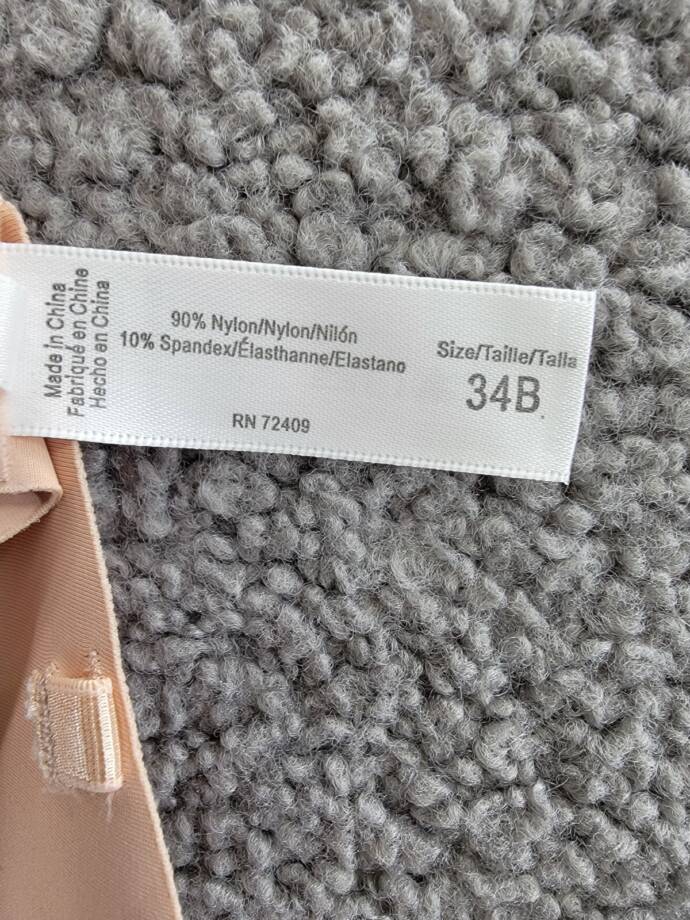 Made in China
Fabriqué en Chine
Hecho en China
90% Nylon/Nylon/Nilón
10% Spandex/Élasthanne/Elastano
RN 72409
Size/Taille/Talla
34B